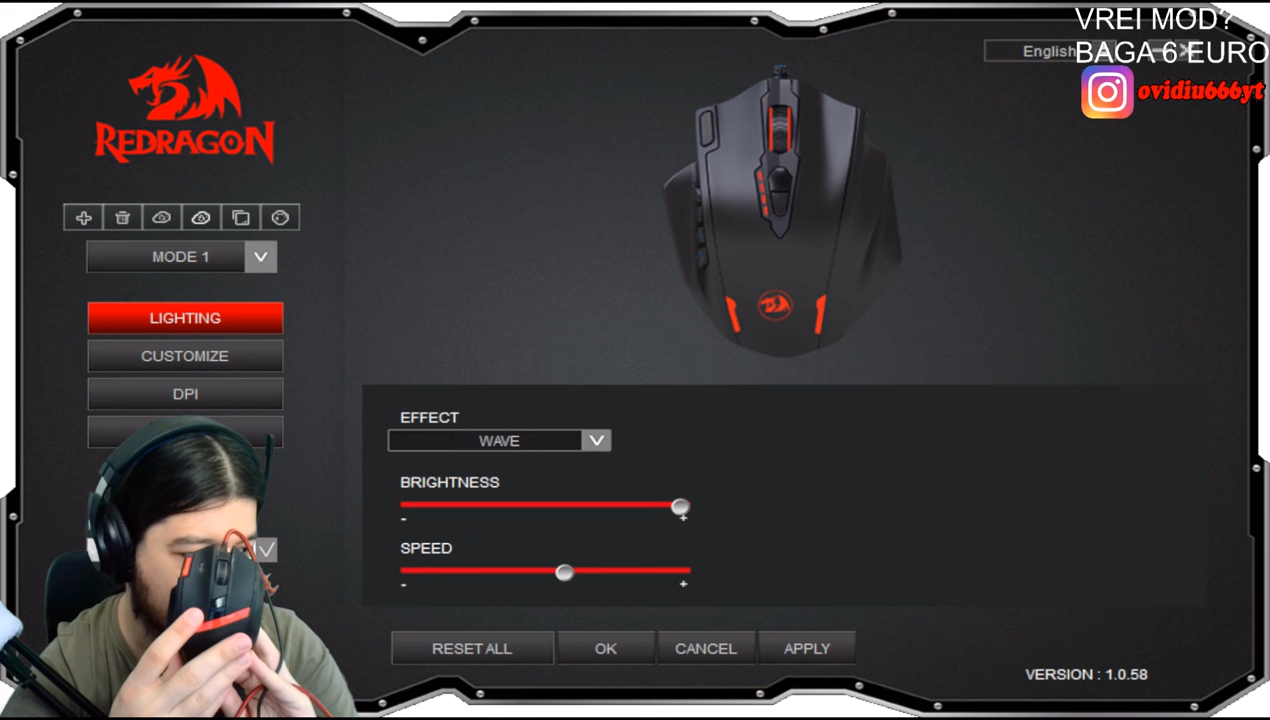 VREI MOD?
BAGA 6 EURO
ovidiu666yt
English
REDRAGON
MODE 1
LIGHTING
CUSTOMIZE
DPI
EFFECT
WAVE
BRIGHTNESS
- +
SPEED
- +
RESET ALL
OK
CANCEL
APPLY
VERSION : 1.0.58